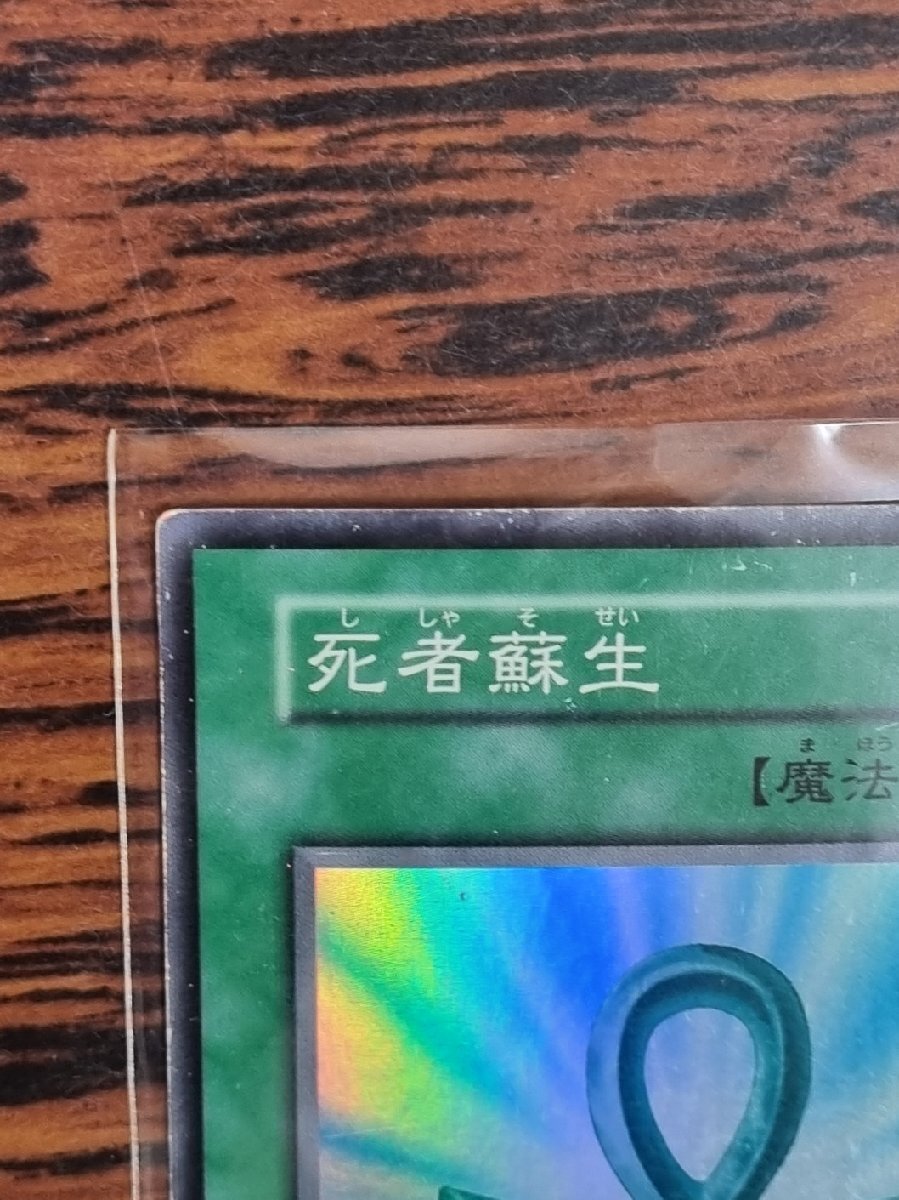 し しゃ そ せい
死者蘇生
ま ほう
【魔法